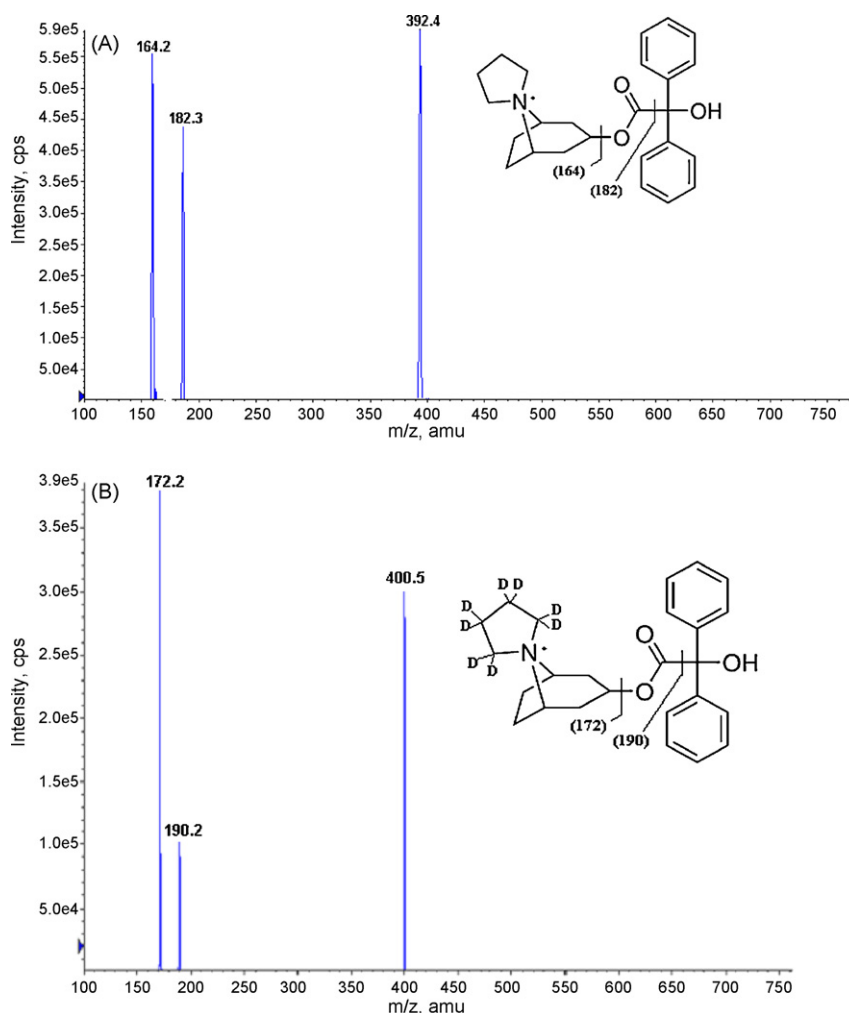 (A)
Intensity, cps
5.9e5
5.5e5
5.0e5
4.5e5
4.0e5
3.5e5
3.0e5
2.5e5
2.0e5
1.5e5
1.0e5
5.0e4
164.2
182.3
392.4
N
O
O
OH
(164)
(182)
100 150 200 250 300 350 400 450 500 550 600 650 700 750
m/z, amu
(B)
Intensity, cps
3.9e5
3.5e5
3.0e5
2.5e5
2.0e5
1.5e5
1.0e5
5.0e4
172.2
190.2
400.5
D D
D D
D D
D D
N
O
O
OH
(172)
(190)
100 150 200 250 300 350 400 450 500 550 600 650 700 750
m/z, amu